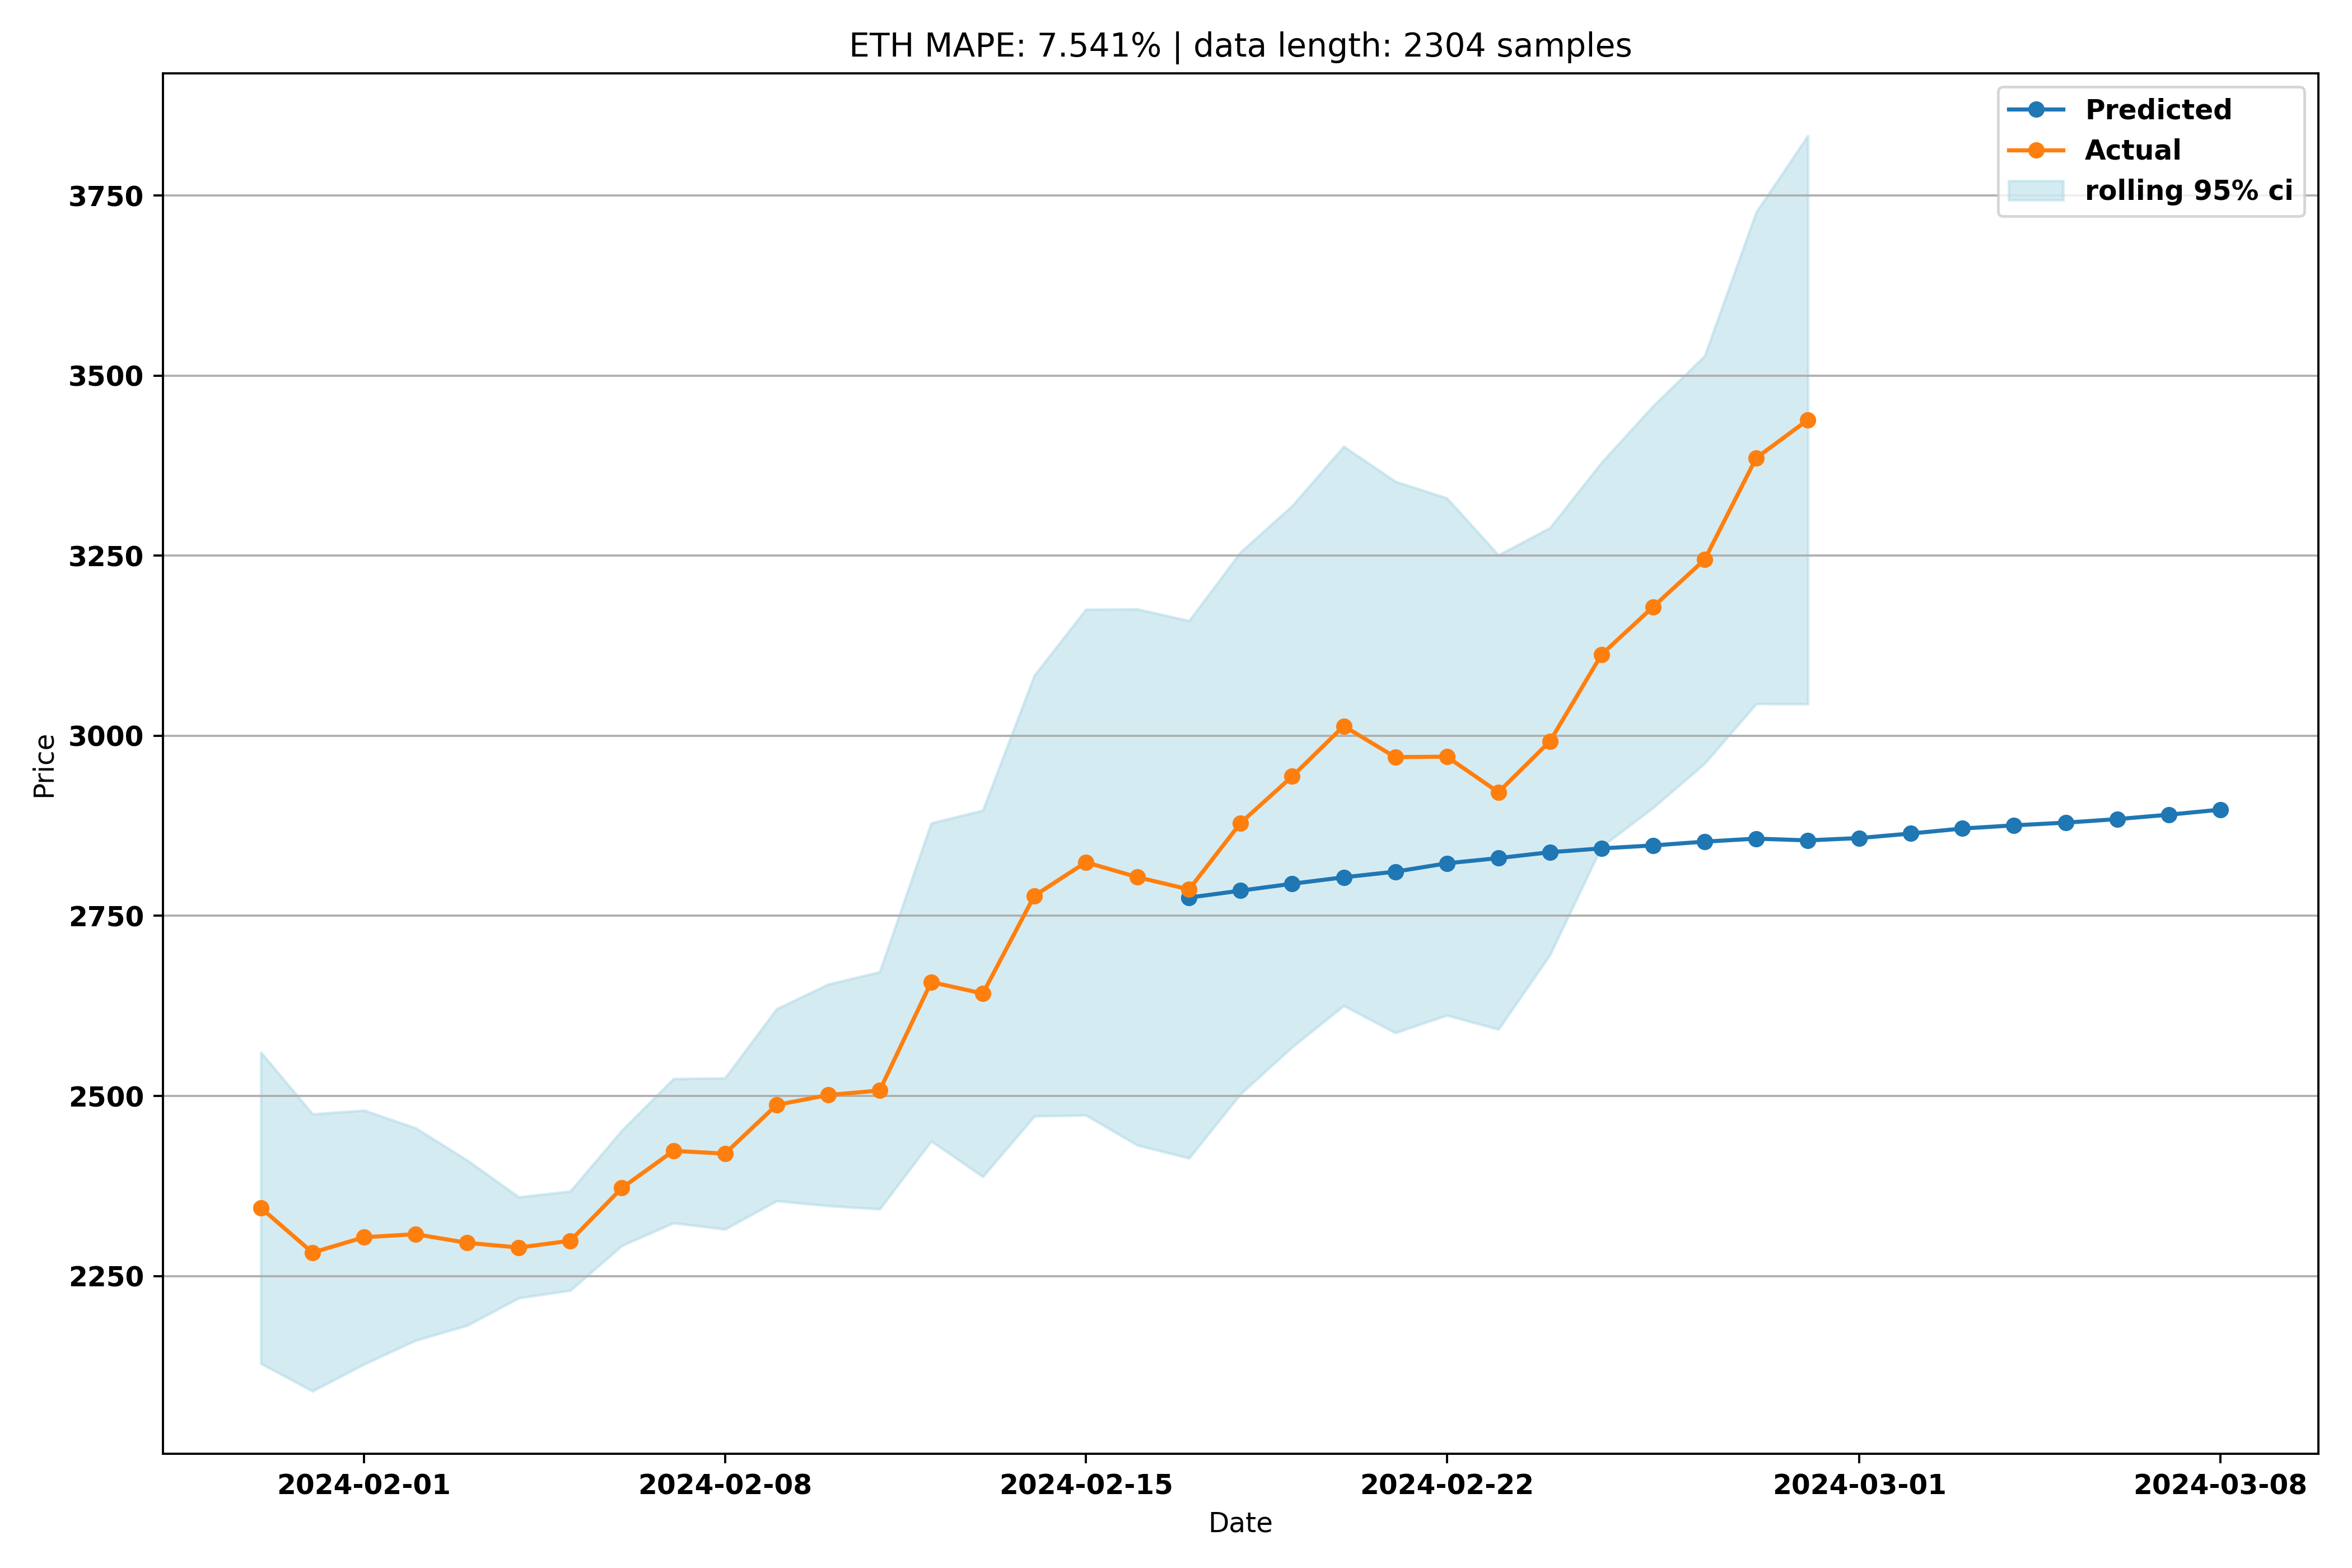 ETH MAPE: 7.541% | data length: 2304 samples
Predicted
Actual
rolling 95% ci
3750
3500
3250
3000
2750
2500
2250
Price
2024-02-01
2024-02-08
2024-02-15
2024-02-22
2024-03-01
2024-03-08
Date